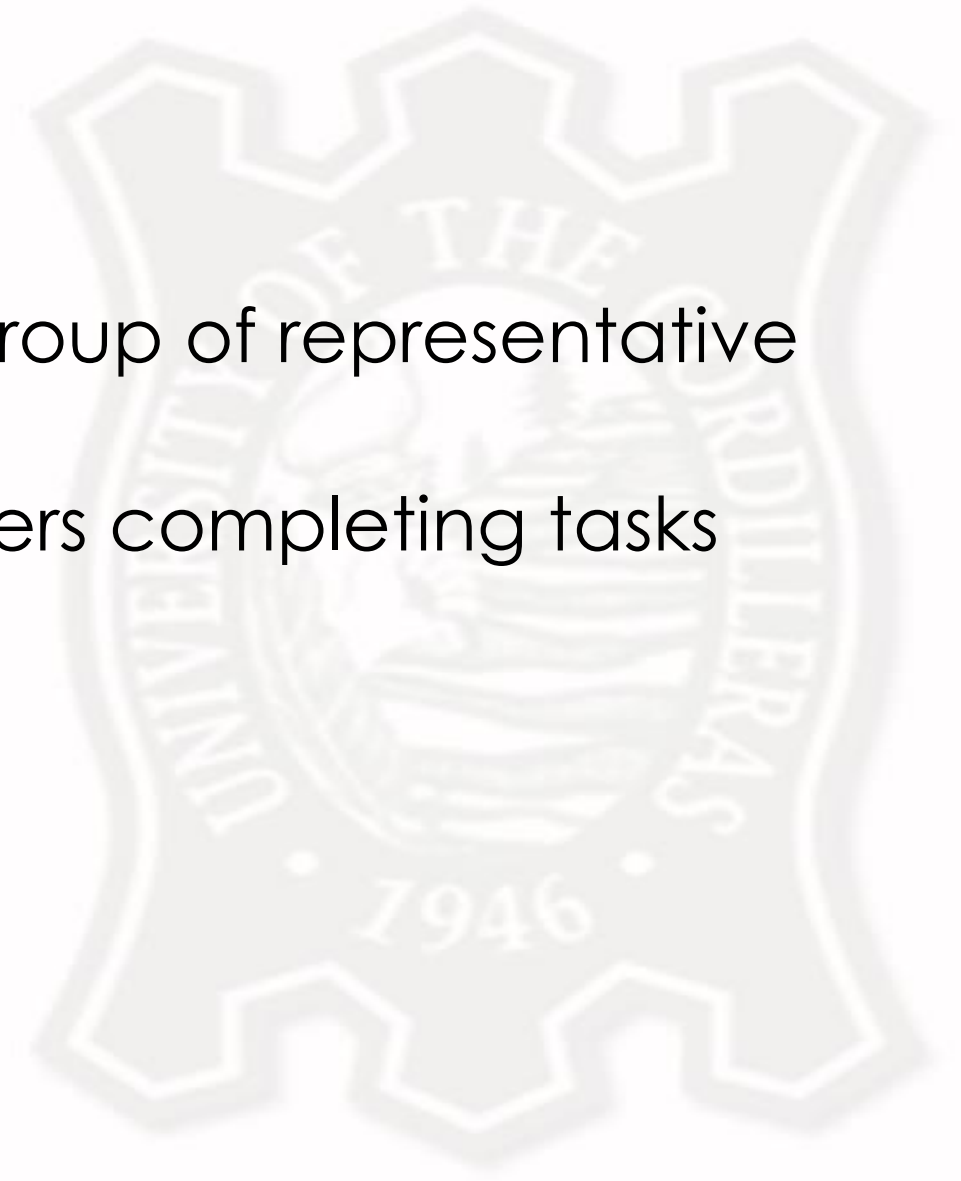 UNIVERSITY OF THE CORDILLERAS
roup of representative
ers completing tasks
1946